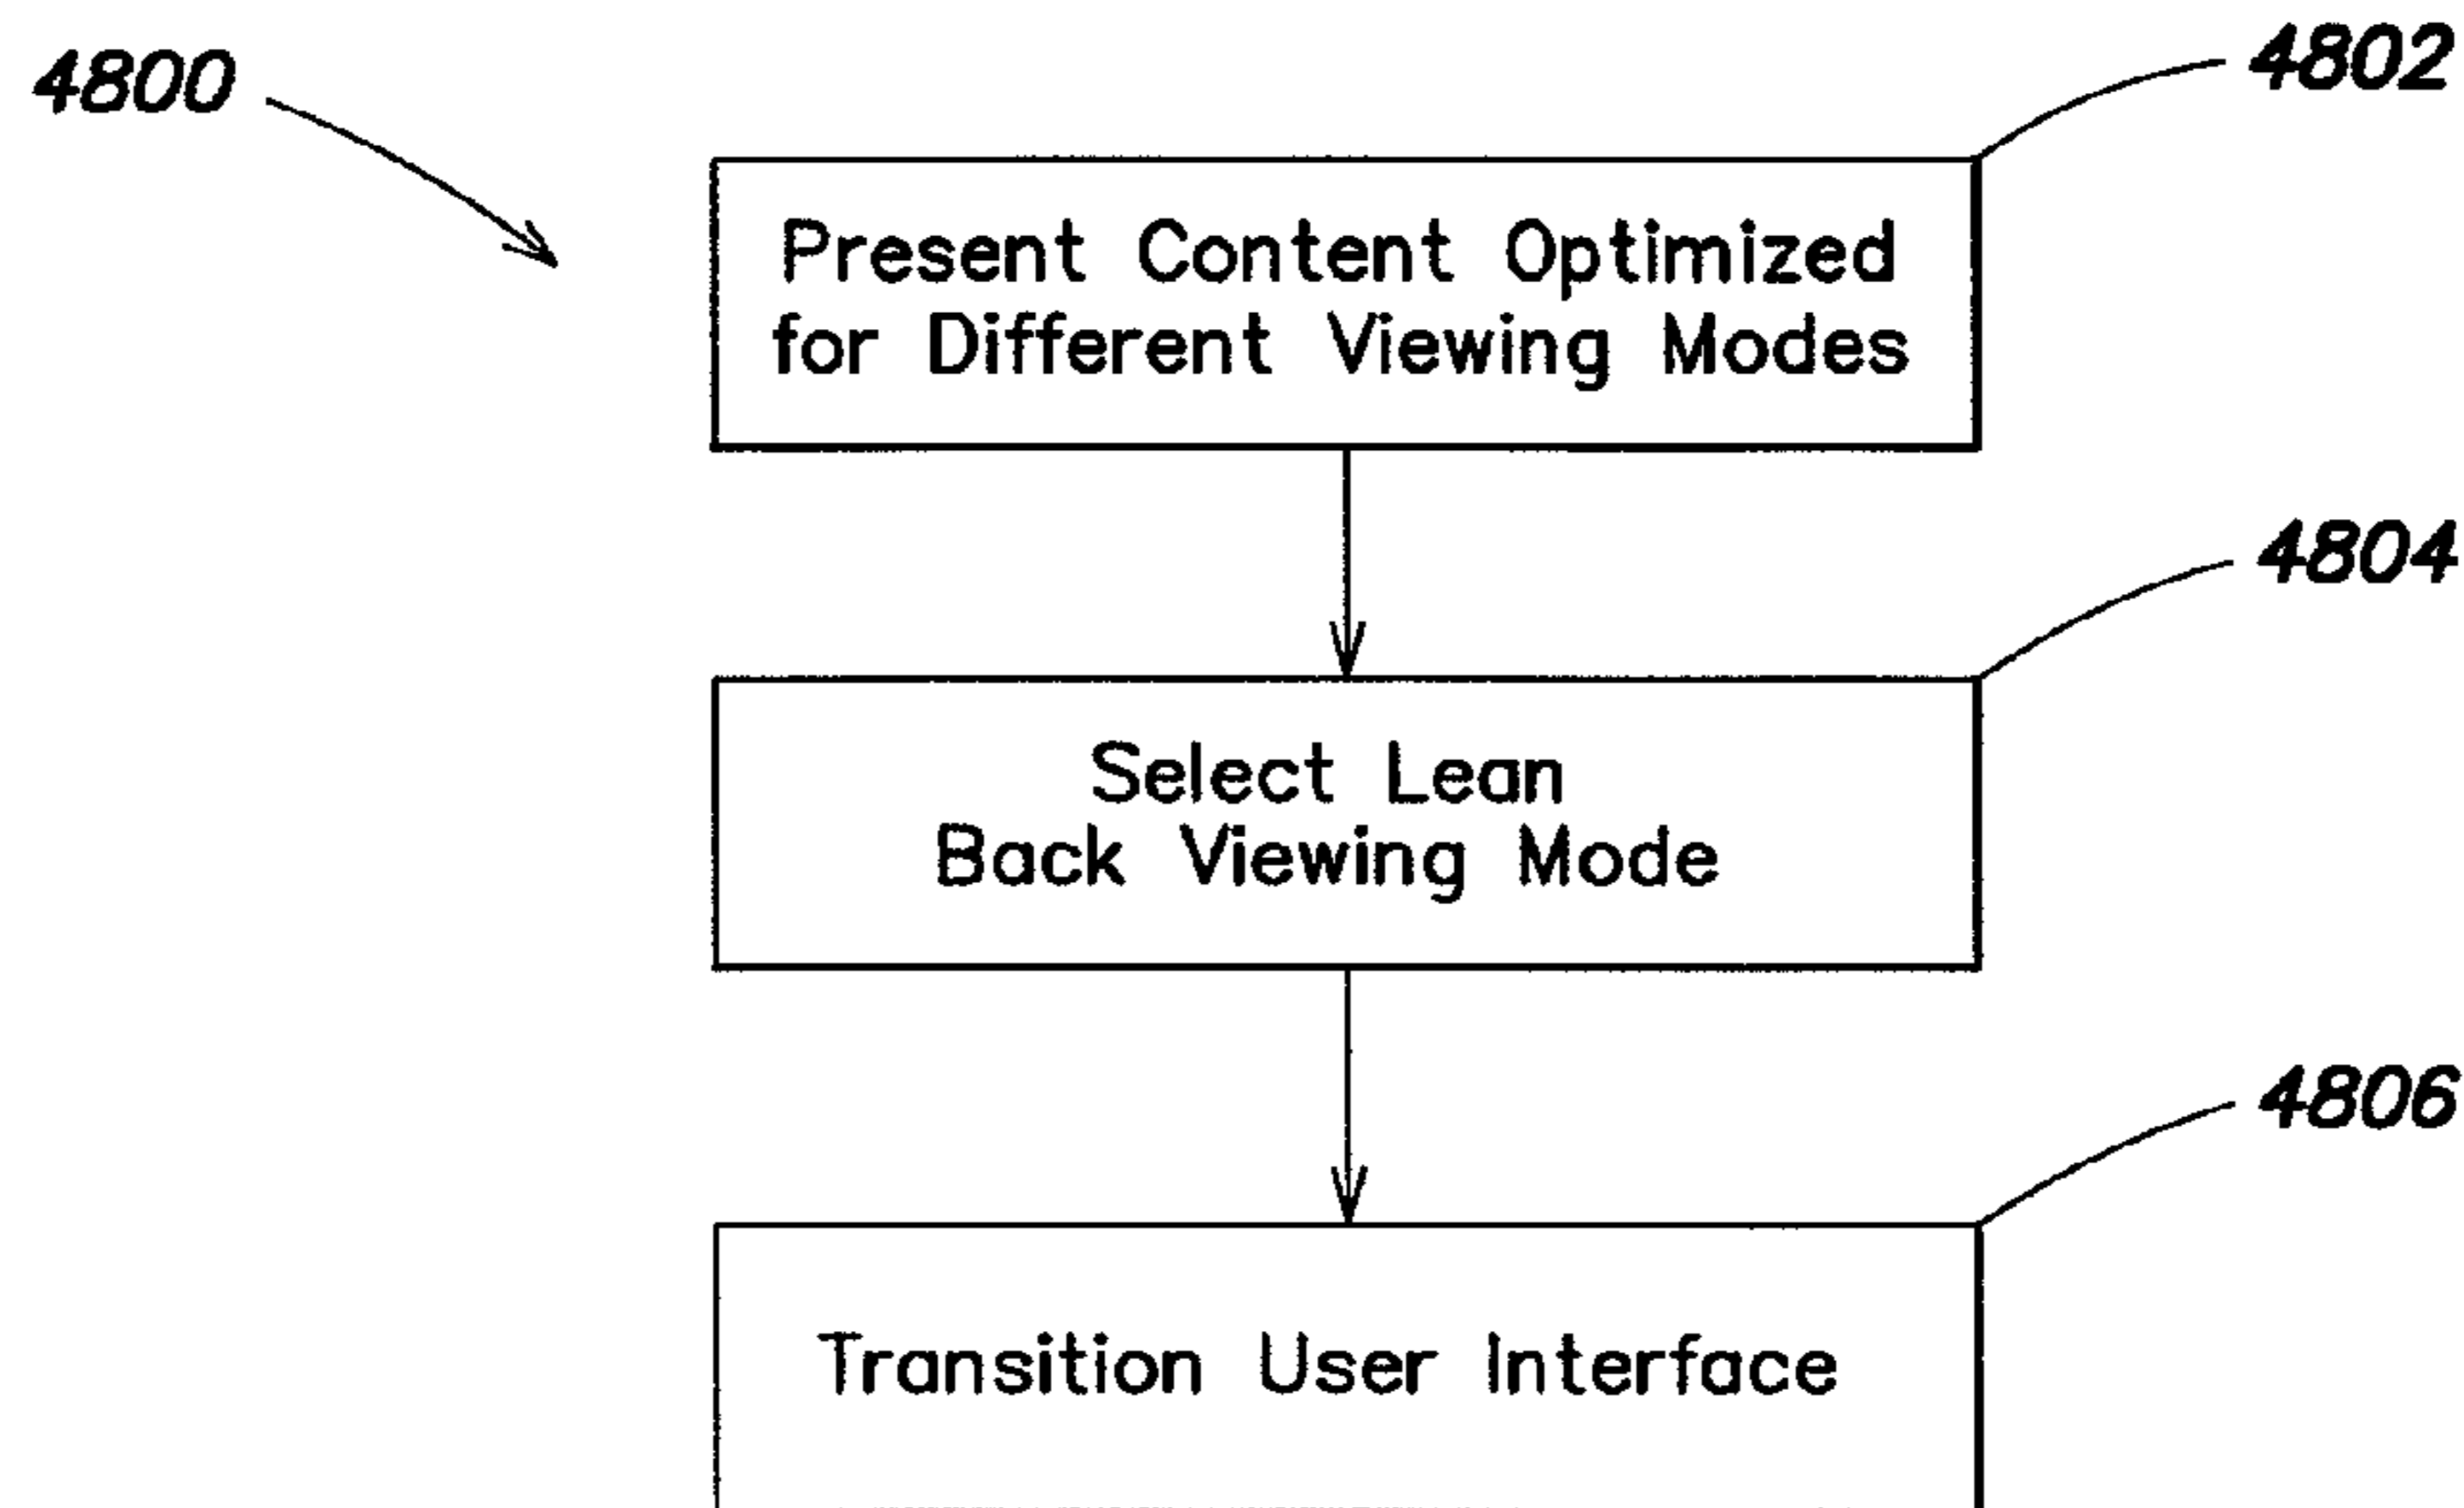 4800
4802
Present Content Optimized
for Different Viewing Modes
4804
Select Lean
Back Viewing Mode
4806
Transition User Interface